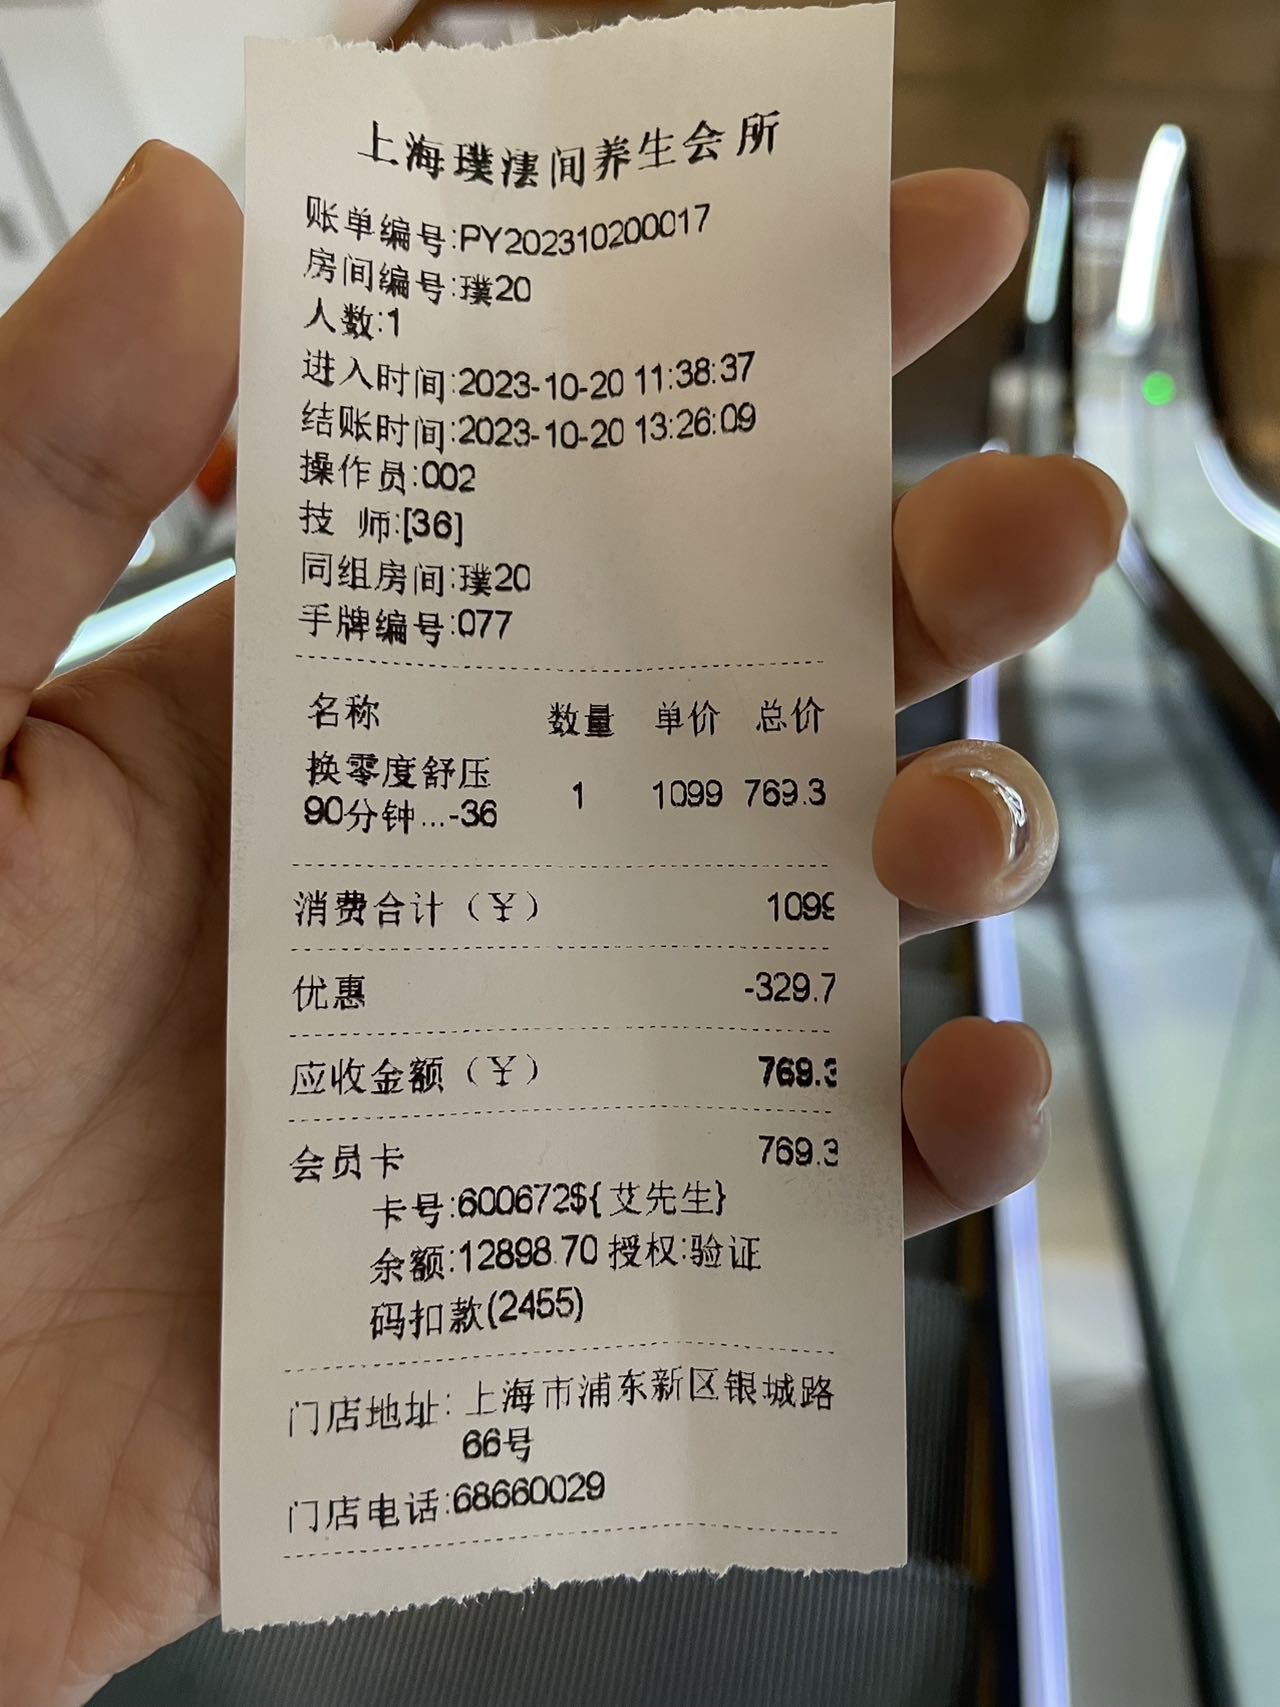 上海璞淒间养生会所
账单编号:PY202310200017
房间编号:璞20
人数:1
进入时间:2023-10-20 11:38:37
结账时间:2023-10-20 13:26:09
操作员:002
技 师:[36]
同组房间:璞20
手牌编号:077
名称 数量 单价 总价
换零度舒压
90分钟...-36 1 1099 769.3
消费合计（¥） 1099
优惠 -329.7
应收金额（¥） 769.3
会员卡 769.3
卡号:600672${艾先生}
余额:12898.70 授权:验证
码扣款(2455)
门店地址: 上海市浦东新区银城路
66号
门店电话:68660029